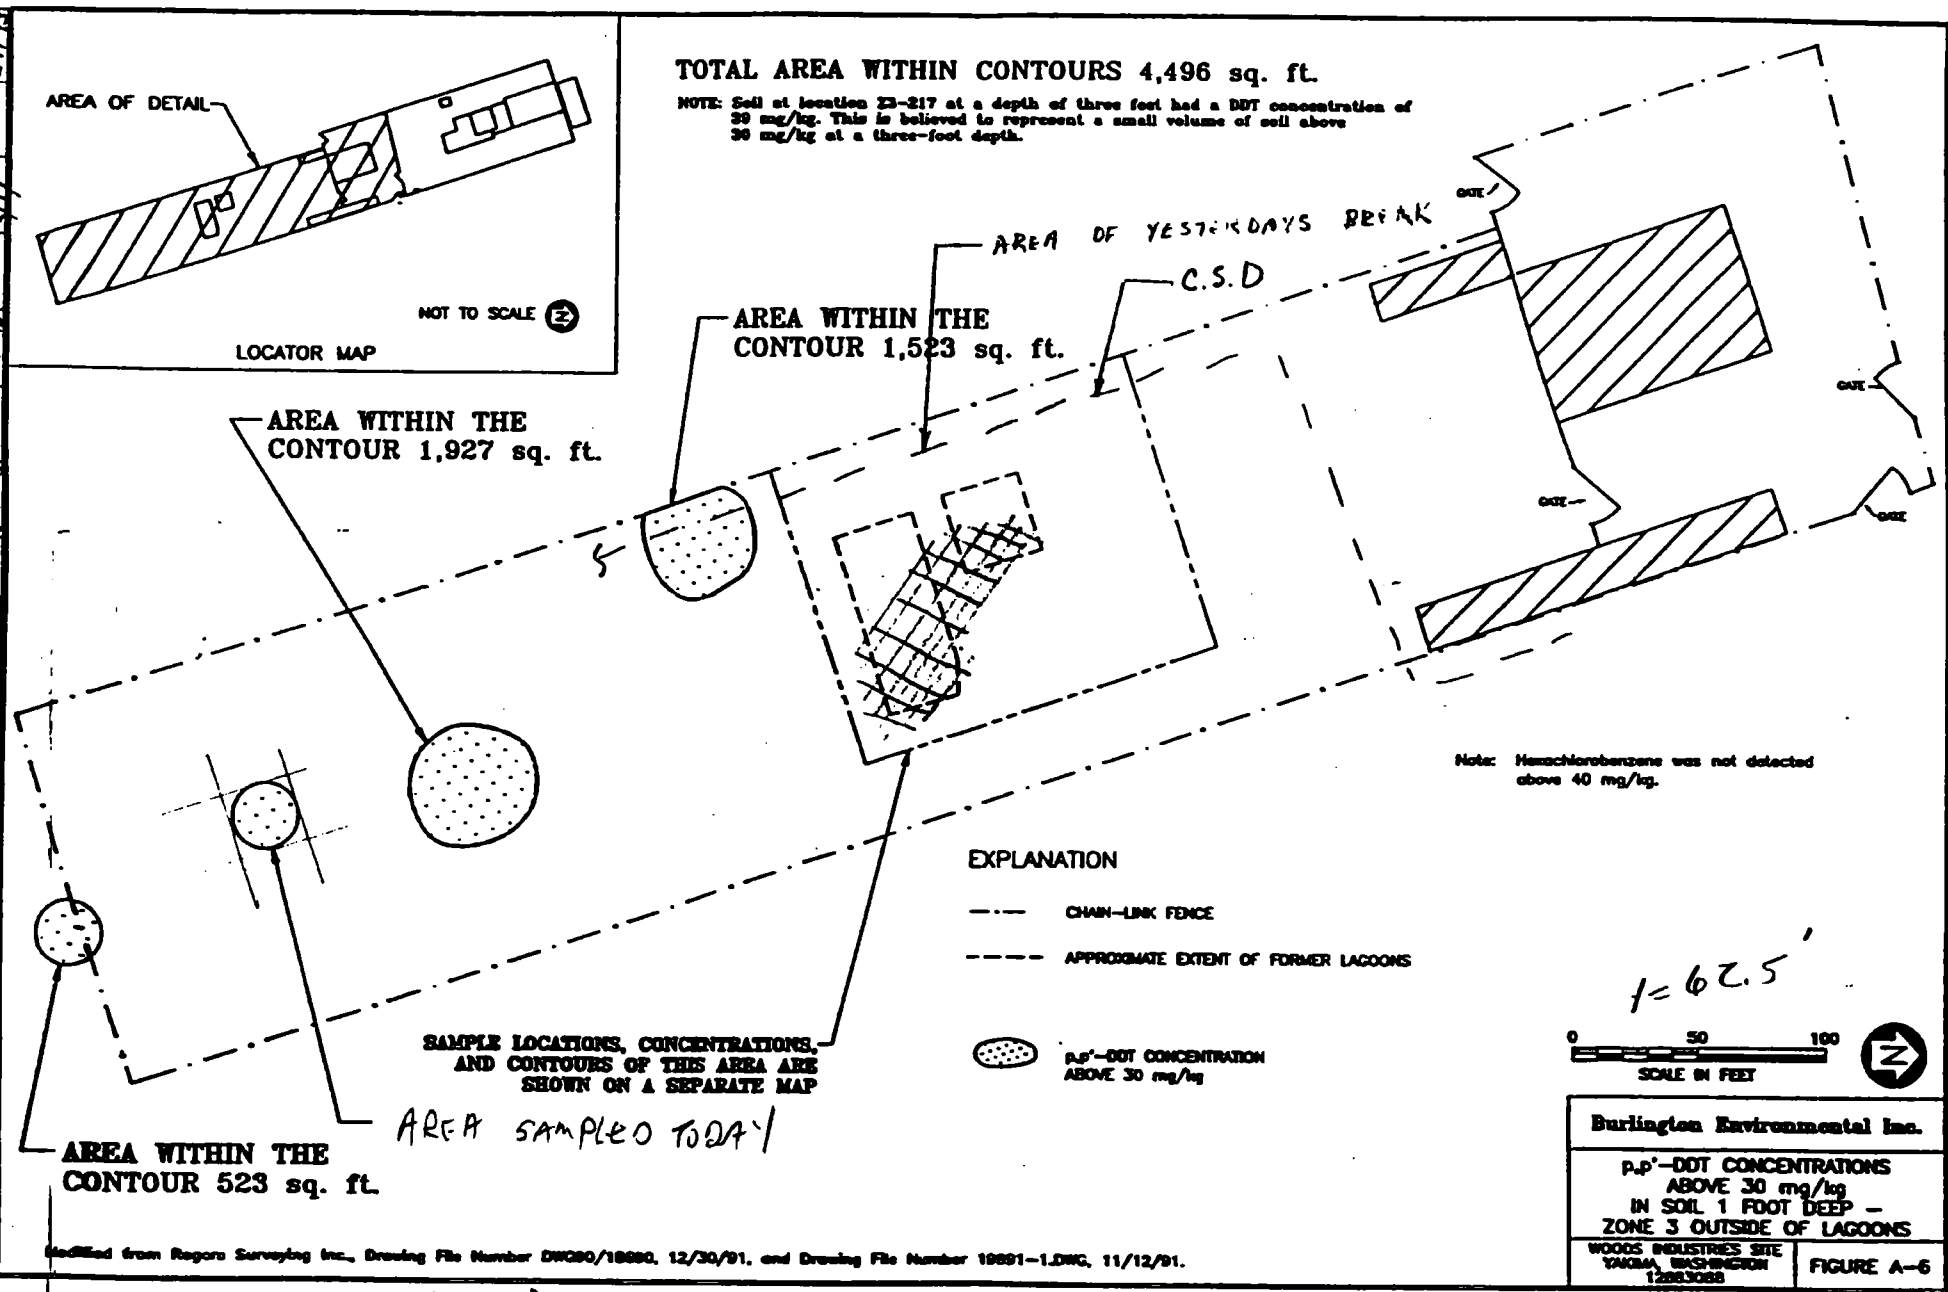 AREA OF DETAIL
NOT TO SCALE
N
LOCATOR MAP
TOTAL AREA WITHIN CONTOURS 4,496 sq. ft.
NOTE: Soil at location Z3-217 at a depth of three feet had a DDT concentration of
39 mg/kg. This is believed to represent a small volume of soil above
30 mg/kg at a three-foot depth.
AREA OF YESTERDAYS BREAK
C.S.D
GATE
AREA WITHIN THE
CONTOUR 1,523 sq. ft.
AREA WITHIN THE
CONTOUR 1,927 sq. ft.
GATE
GATE
GATE
Note: Hexachlorobenzene was not detected
above 40 mg/kg.
EXPLANATION
CHAIN-LINK FENCE
APPROXIMATE EXTENT OF FORMER LAGOONS
p,p'-DDT CONCENTRATION
ABOVE 30 mg/kg
1= 62.5'
0 50 100
SCALE IN FEET
N
SAMPLE LOCATIONS, CONCENTRATIONS,
AND CONTOURS OF THIS AREA ARE
SHOWN ON A SEPARATE MAP
AREA SAMPLED TODAY
AREA WITHIN THE
CONTOUR 523 sq. ft.
Burlington Environmental Inc.
p,p'-DDT CONCENTRATIONS
ABOVE 30 mg/kg
IN SOIL 1 FOOT DEEP -
ZONE 3 OUTSIDE OF LAGOONS
WOODS INDUSTRIES SITE
YAKIMA, WASHINGTON
FIGURE A-6
Modified from Rogers Surveying Inc., Drawing File Number 12/30/91, and Drawing File Number 19891-1.DWG, 11/12/91.